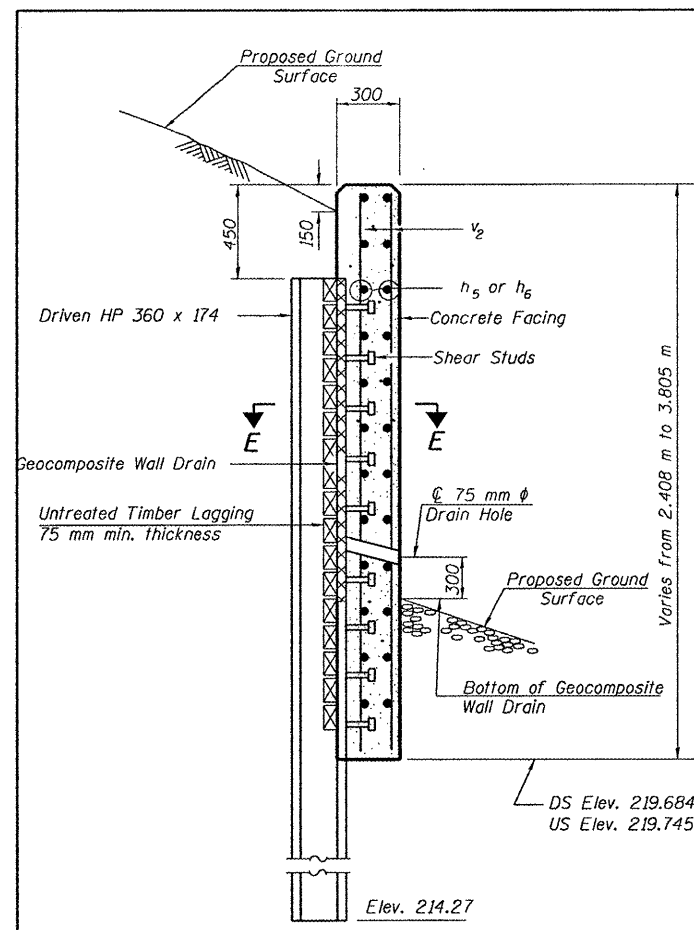 Proposed Ground
Surface
300
450
150
v2
h5 or h6
Driven HP 360 x 174
Concrete Facing
Shear Studs
E
E
Geocomposite Wall Drain
Untreated Timber Lagging
75 mm min. thickness
℄ 75 mm ϕ
Drain Hole
300
Proposed Ground
Surface
Varies from 2.408 m to 3.805 m
Bottom of Geocomposite
Wall Drain
DS Elev. 219.684
US Elev. 219.745
Elev. 214.27